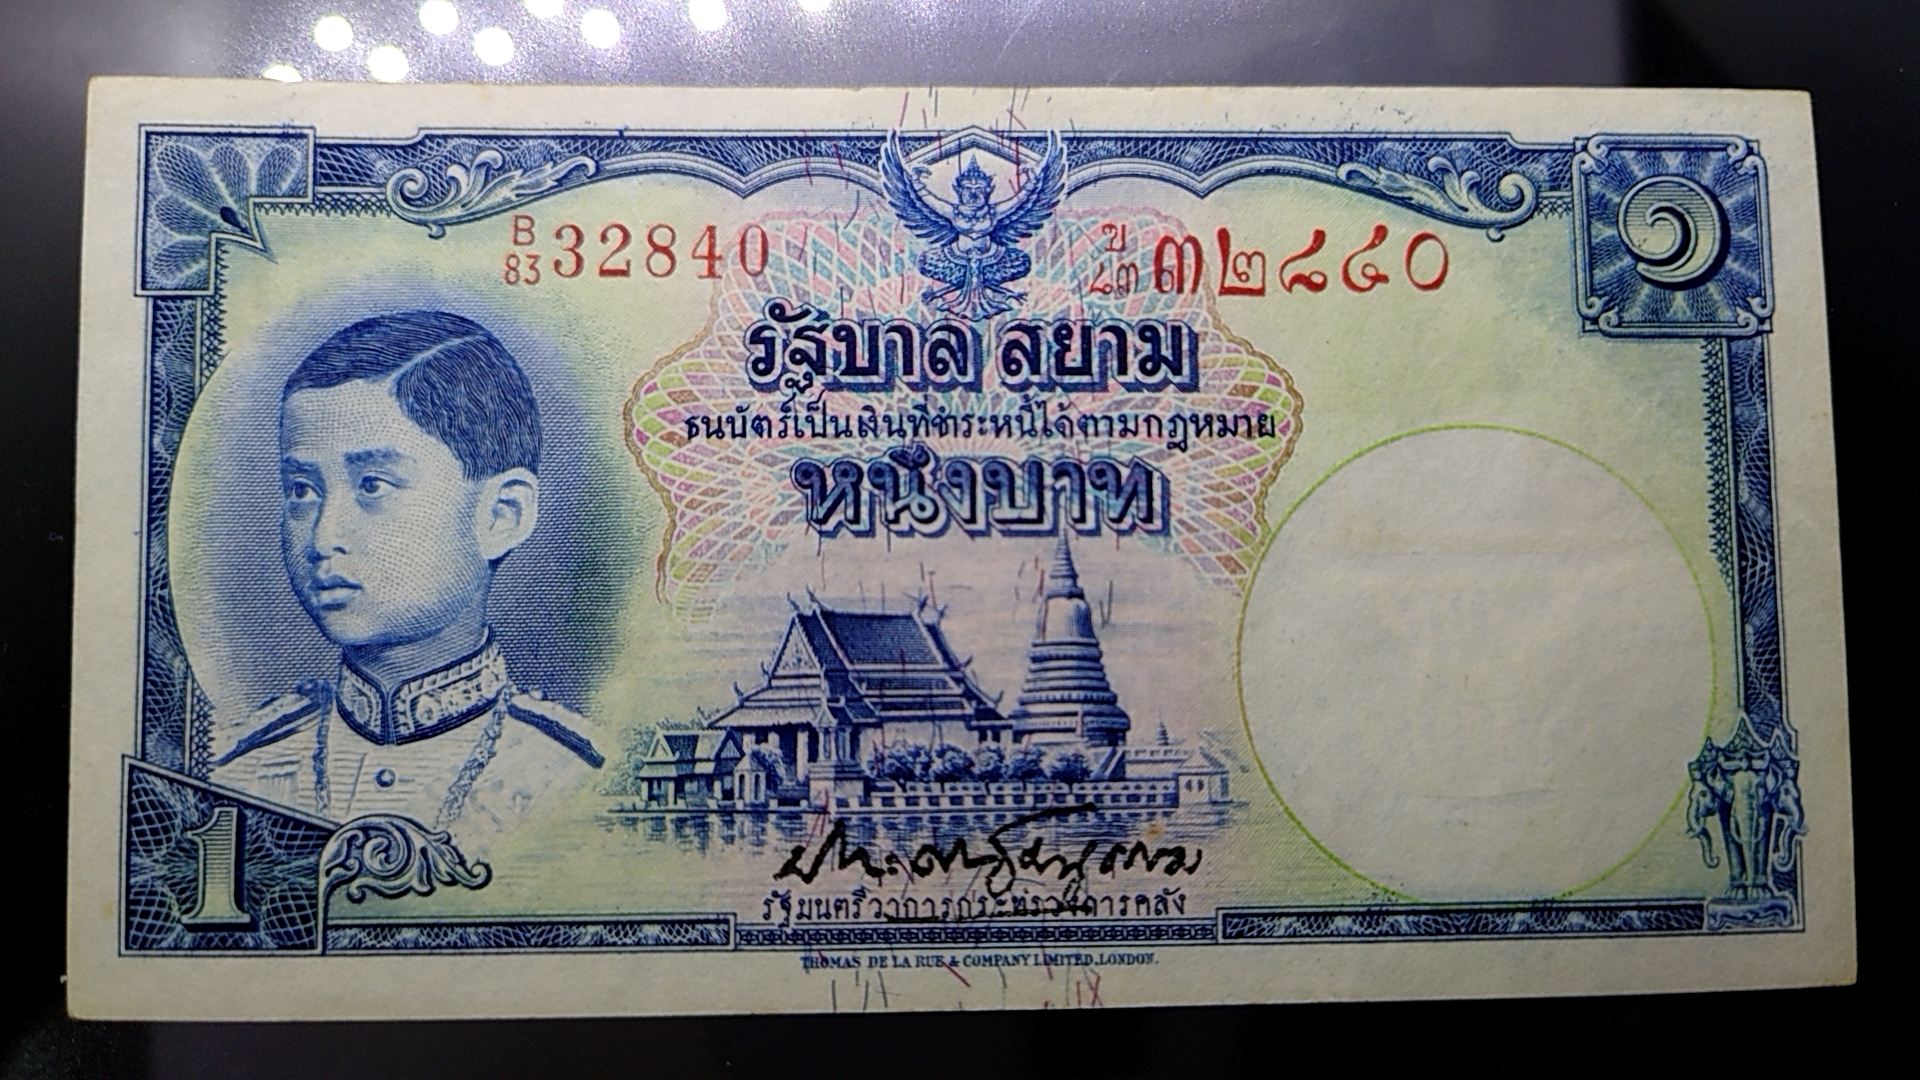 ๑
B/83 32840
ข/๘๓ ๓๒๘๔๐
รัฐบาล สยาม
ธนบัตร์เป็นเงินที่ชำระหนี้ได้ตามกฎหมาย
หนึ่งบาท
1
รัฐมนตรีว่าการกระทรวงการคลัง
THOMAS DE LA RUE & COMPANY LIMITED, LONDON.